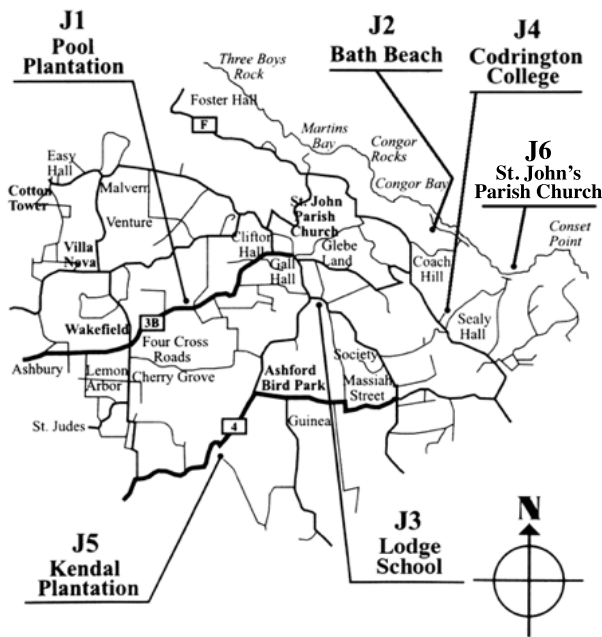 J1
Pool
Plantation
J2
Bath Beach
J4
Codrington
College
J6
St. John's
Parish Church
Three Boys
Rock
Foster Hall
F
Martins
Bay
Congor
Rocks
Congor Bay
Conset
Point
Easy
Hall
Cotton
Tower
Malvern
Venture
St. John
Parish
Church
Villa
Nova
Clifton
Hall
Glebe
Land
Gall
Hall
Coach
Hill
Wakefield
3B
Four Cross
Roads
Sealy
Hall
Ashbury
Lemon
Arbor
Cherry Grove
Society
Ashford
Bird Park
Massiah
Street
St. Judes
4
Guinea
N
J5
Kendal
Plantation
J3
Lodge
School